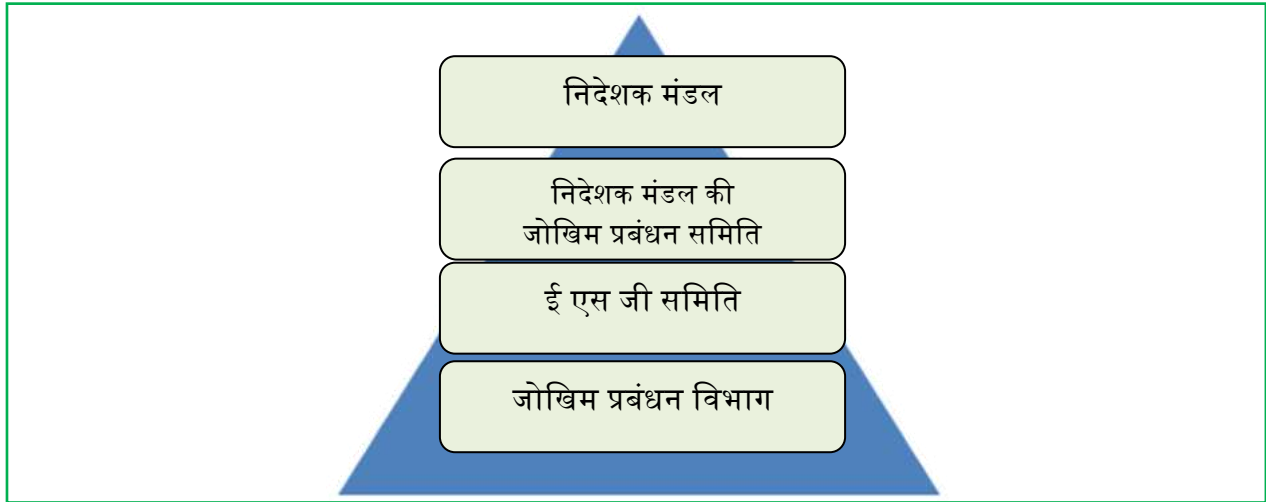 निदेशक मंडल
निदेशक मंडल की
जोखिम प्रबंधन समिति
ई एस जी समिति
जोखिम प्रबंधन विभाग